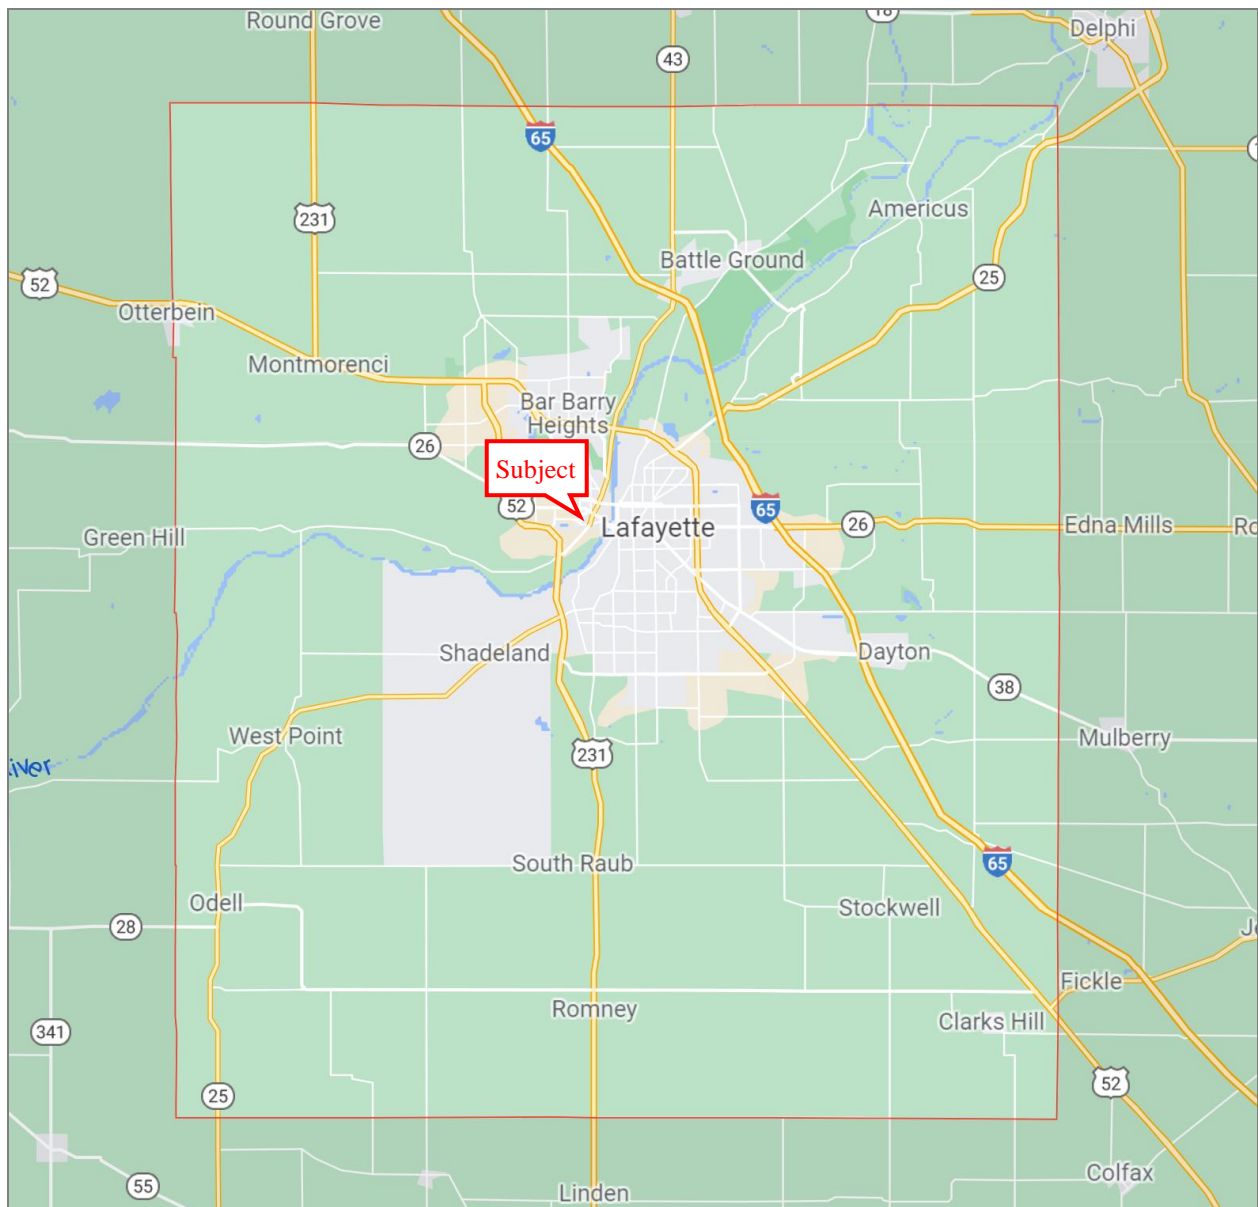 Round Grove
18
Delphi
43
65
231
Americus
Battle Ground
25
52
Otterbein
Montmorenci
Bar Barry
Heights
26
Subject
52
65
26
Lafayette
Edna Mills
Green Hill
Shadeland
Dayton
38
West Point
231
Mulberry
South Raub
65
Odell
Stockwell
28
Fickle
Romney
Clarks Hill
341
25
52
55
Colfax
Linden